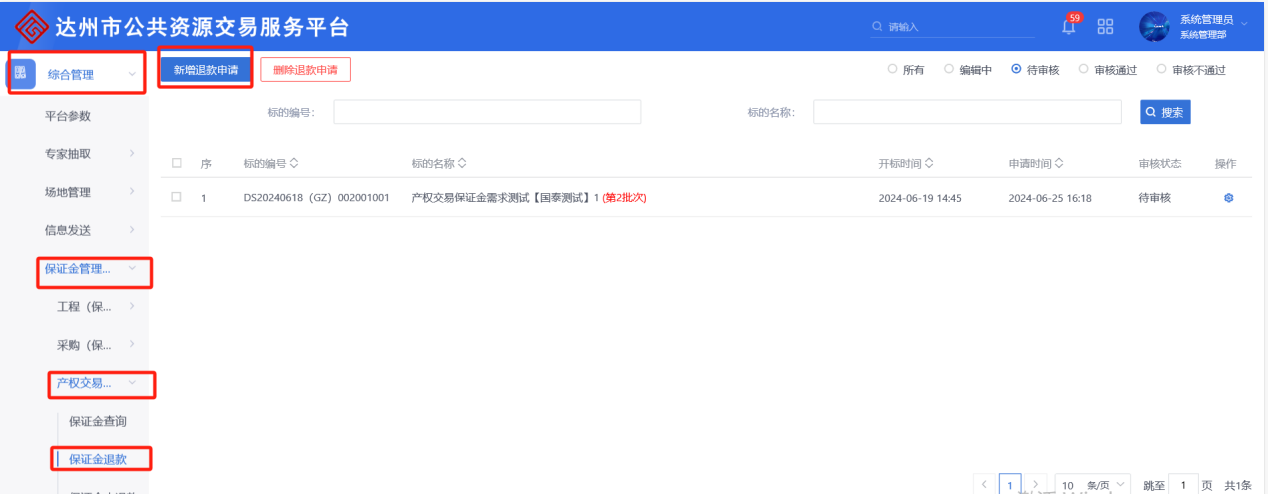 达州市公共资源交易服务平台
请输入
59
系统管理员
系统管理部
综合管理
新增退款申请
删除退款申请
所有 编辑中 待审核 审核通过 审核不通过
平台参数
标的编号：
标的名称：
搜索
专家抽取
序 标的编号 标的名称 开标时间 申请时间 审核状态 操作
场地管理
1 DS20240618（GZ）002001001 产权交易保证金需求测试【国泰测试】1 (第2批次) 2024-06-19 14:45 2024-06-25 16:18 待审核
信息发送
保证金管理...
工程（保...
采购（保...
产权交易...
保证金查询
保证金退款
1 10 条/页 跳至 1 页 共1条